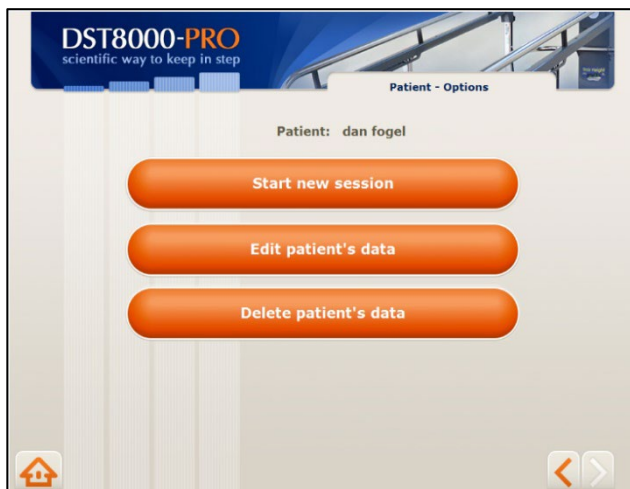 DST8000-PRO
scientific way to keep in step
Patient - Options
Patient: dan fogel
Start new session
Edit patient's data
Delete patient's data